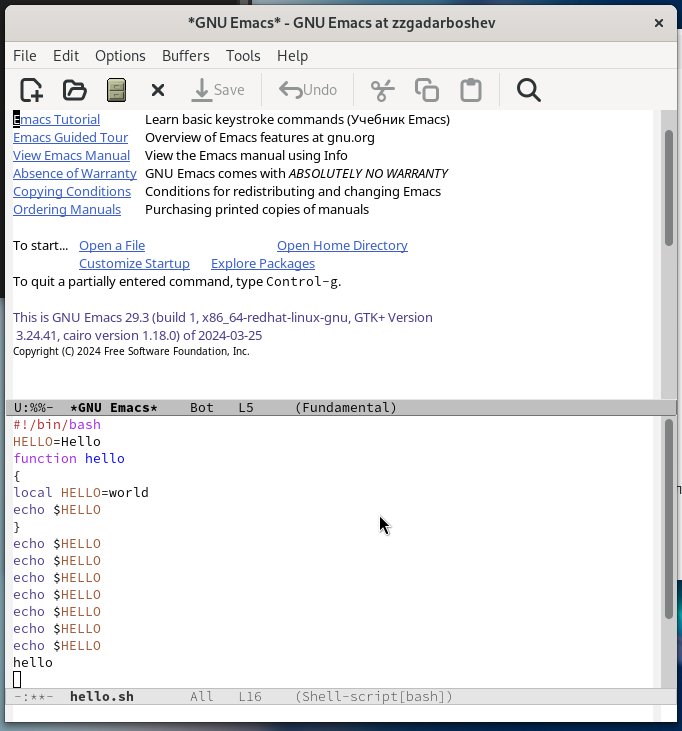 *GNU Emacs* - GNU Emacs at zzgadarboshev
File Edit Options Buffers Tools Help
Save Undo
Emacs Tutorial Learn basic keystroke commands (Учебник Emacs)
Emacs Guided Tour Overview of Emacs features at gnu.org
View Emacs Manual View the Emacs manual using Info
Absence of Warranty GNU Emacs comes with ABSOLUTELY NO WARRANTY
Copying Conditions Conditions for redistributing and changing Emacs
Ordering Manuals Purchasing printed copies of manuals
To start... Open a File Open Home Directory
Customize Startup Explore Packages
To quit a partially entered command, type Control-g.
This is GNU Emacs 29.3 (build 1, x86_64-redhat-linux-gnu, GTK+ Version
3.24.41, cairo version 1.18.0) of 2024-03-25
Copyright (C) 2024 Free Software Foundation, Inc.
U:%%- *GNU Emacs* Bot L5 (Fundamental)
#!/bin/bash
HELLO=Hello
function hello
{
local HELLO=world
echo $HELLO
}
echo $HELLO
echo $HELLO
echo $HELLO
echo $HELLO
echo $HELLO
echo $HELLO
echo $HELLO
hello
-:**- hello.sh All L16 (Shell-script[bash])